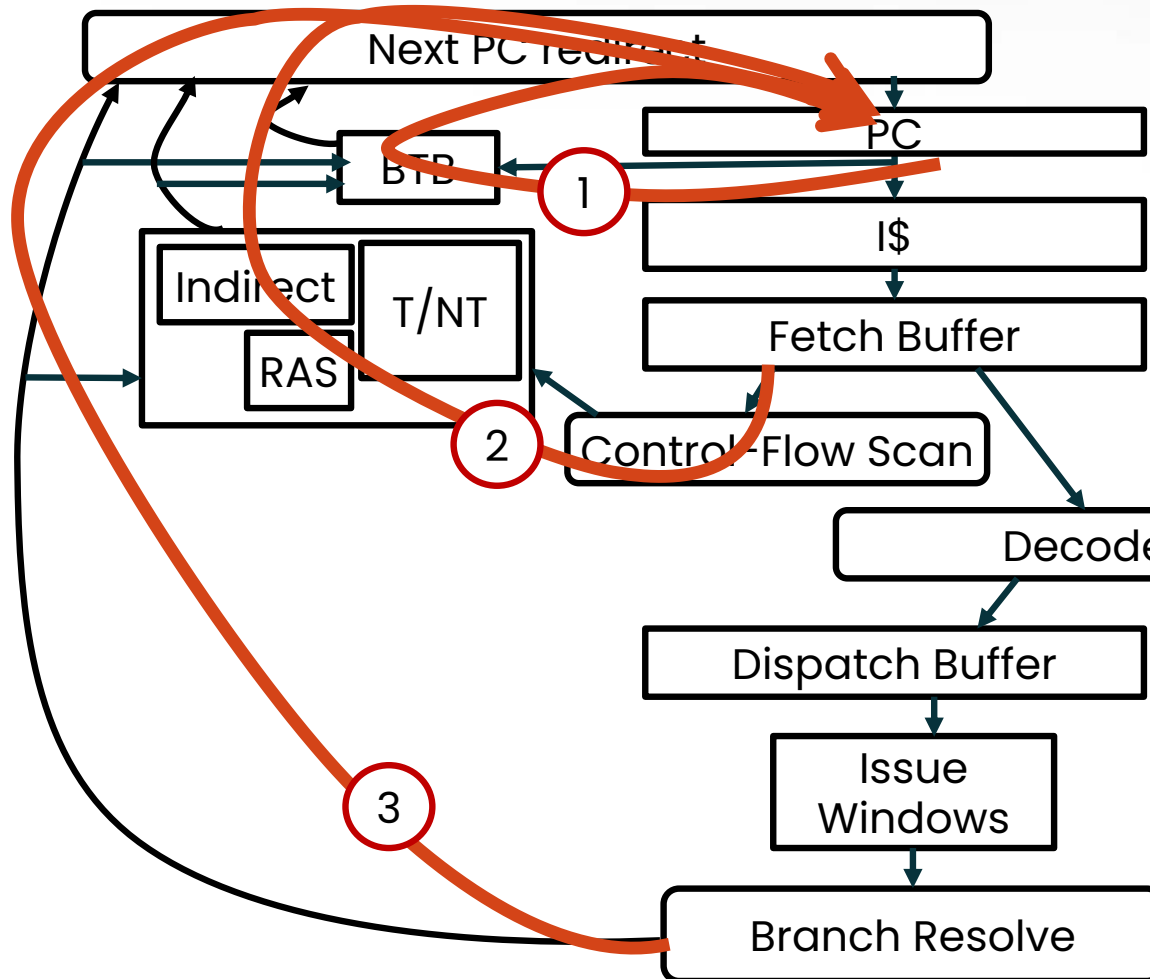 Next PC redirect
PC
BTB
1
I$
Indirect
T/NT
Fetch Buffer
RAS
2
Control-Flow Scan
Decode
Dispatch Buffer
Issue
Windows
3
Branch Resolve